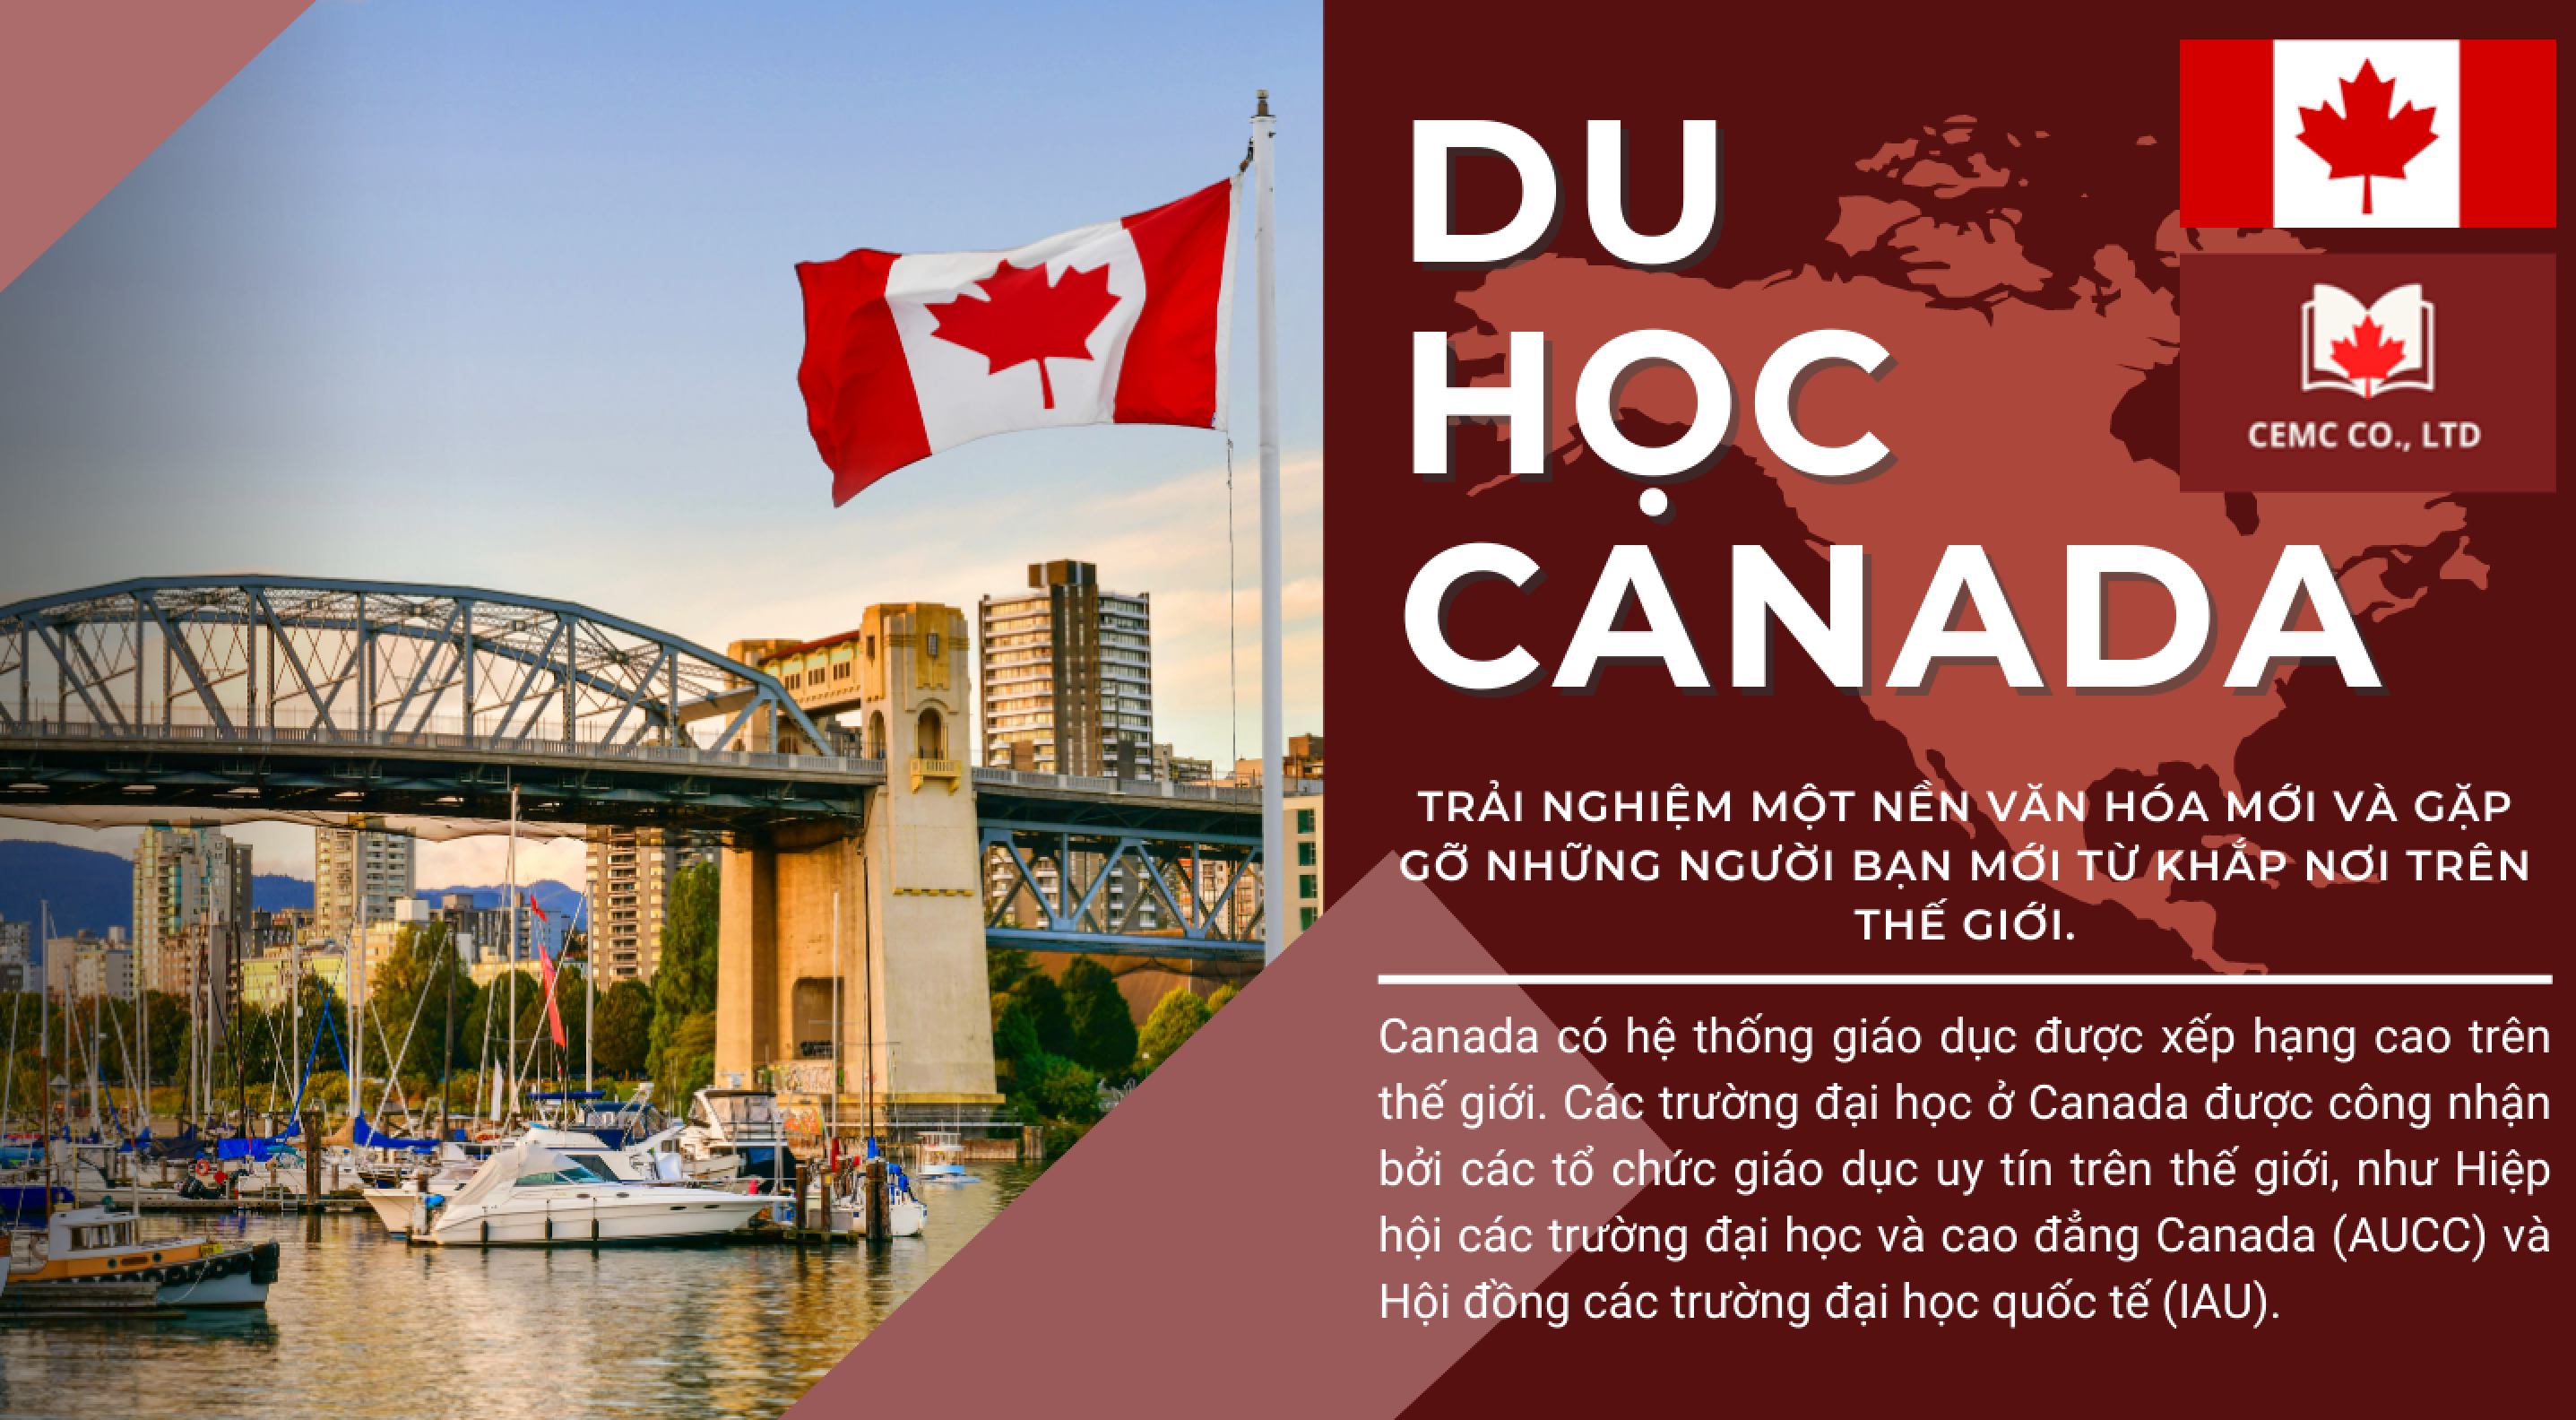 DU
HỌC
CANADA
CEMC CO., LTD
TRẢI NGHIỆM MỘT NỀN VĂN HÓA MỚI VÀ GẶP
GỠ NHỮNG NGƯỜI BẠN MỚI TỪ KHẮP NƠI TRÊN
THẾ GIỚI.
Canada có hệ thống giáo dục được xếp hạng cao trên
thế giới. Các trường đại học ở Canada được công nhận
bởi các tổ chức giáo dục uy tín trên thế giới, như Hiệp
hội các trường đại học và cao đẳng Canada (AUCC) và
Hội đồng các trường đại học quốc tế (IAU).